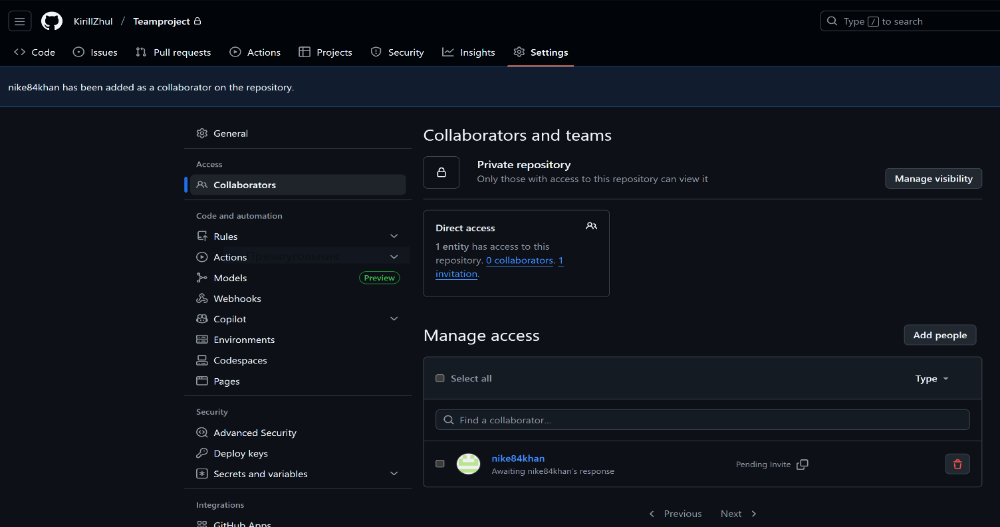 KirillZhul / Teamproject
Type / to search
Code Issues Pull requests Actions Projects Security Insights Settings
nike84khan has been added as a collaborator on the repository.
General
Access
Collaborators
Code and automation
Rules
Actions
Прямоугольник
Models Preview
Webhooks
Copilot
Environments
Codespaces
Pages
Security
Advanced Security
Deploy keys
Secrets and variables
Integrations
GitHub Apps
Collaborators and teams
Private repository
Only those with access to this repository can view it
Manage visibility
Direct access
1 entity has access to this
repository. 0 collaborators. 1
invitation.
Manage access
Add people
Select all
Type
Find a collaborator...
nike84khan
Awaiting nike84khan's response
Pending Invite
Previous Next